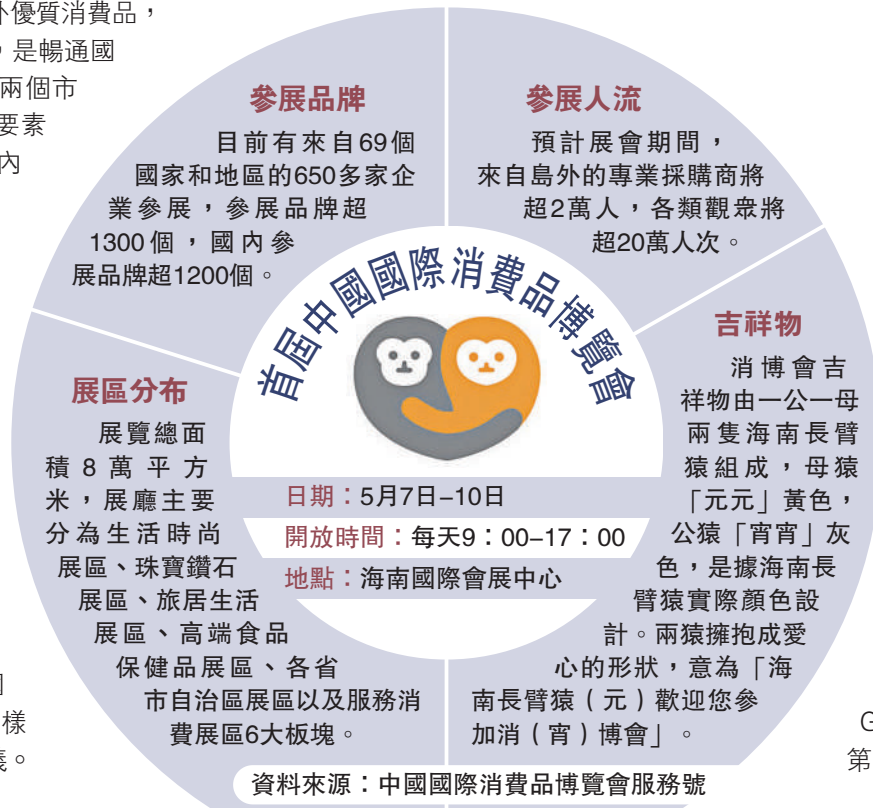 外優質消費品，
，是暢通國
兩個市
要素
內
參展品牌
目前有來自69個
國家和地區的650多家企
業參展，參展品牌超
1300個，國內參
展品牌超1200個。
參展人流
預計展會期間，
來自島外的專業採購商將
超2萬人，各類觀眾將
超20萬人次。
首屆中國國際消費品博覽會
日期：5月7日–10日
開放時間：每天9：00–17：00
地點：海南國際會展中心
展區分布
展覽總面
積8萬平方
米，展廳主要
分為生活時尚
展區、珠寶鑽石
展區、旅居生活
展區、高端食品
保健品展區、各省
市自治區展區以及服務消
費展區6大板塊。
吉祥物
消博會吉
祥物由一公一母
兩隻海南長臂
猿組成，母猿
「元元」黃色，
公猿「宵宵」灰
色，是據海南長
臂猿實際顏色設
計。兩猿擁抱成愛
心的形狀，意為「海
南長臂猿（元）歡迎您參
加消（宵）博會」。
資料來源：中國國際消費品博覽會服務號
樣
。
G
第